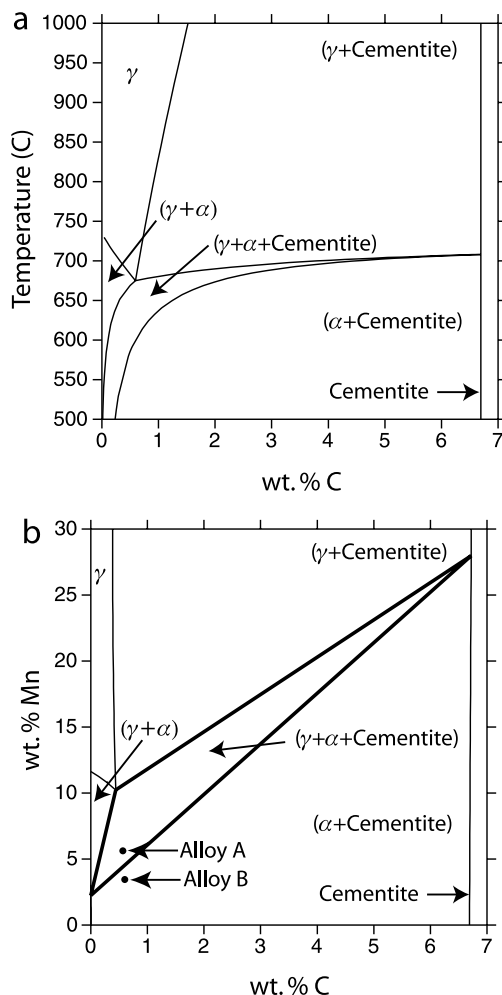 a
1000
950
900
850
800
750
700
650
600
550
500
Temperature (C)
γ
(γ+Cementite)
(γ+α)
(γ+α+Cementite)
(α+Cementite)
Cementite
0 1 2 3 4 5 6 7
wt. % C
b
30
25
20
15
10
5
0
wt. % Mn
γ
(γ+Cementite)
(γ+α)
(γ+α+Cementite)
(α+Cementite)
Alloy A
Alloy B
Cementite
0 1 2 3 4 5 6 7
wt. % C